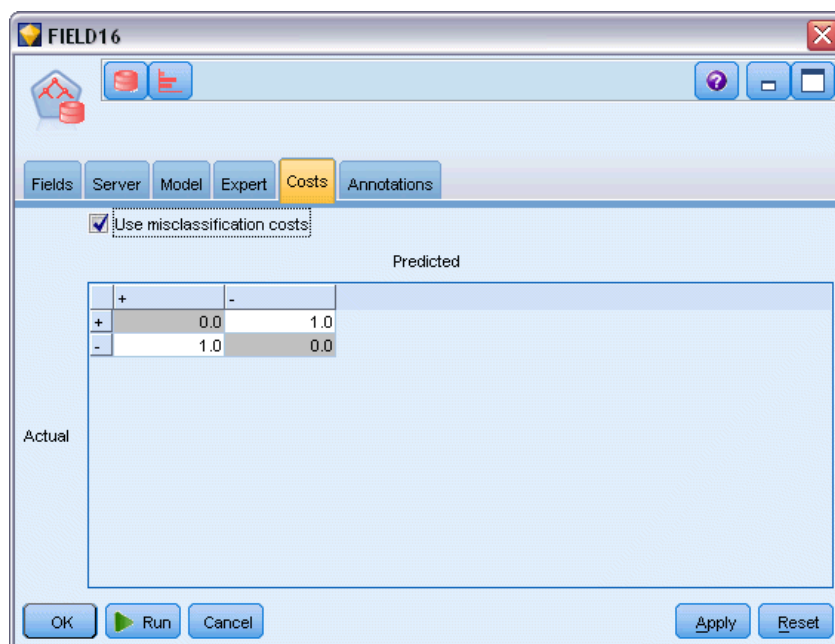 FIELD16
?
Fields Server Model Expert Costs Annotations
Use misclassification costs
Predicted
+ -
+ 0.0 1.0
- 1.0 0.0
Actual
OK Run Cancel Apply Reset